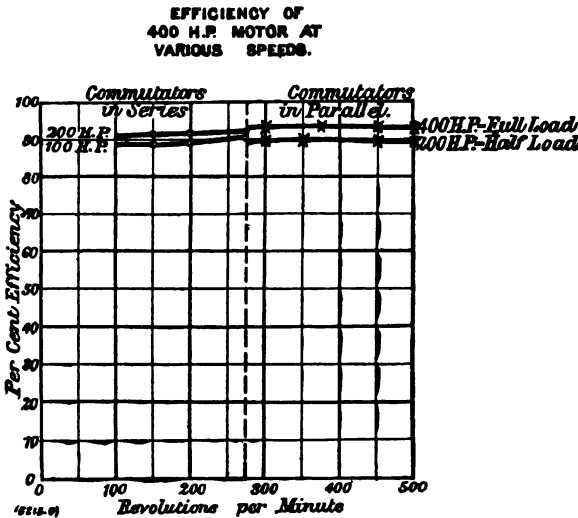 EFFICIENCY OF
400 H.P. MOTOR AT
VARIOUS SPEEDS.
Commutators in Series
Commutators in Parallel.
100
90
80
70
60
50
40
30
20
10
0
200 H.P.
100 H.P.
400 H.P.-Full Load
200 H.P.-Half Load
Per Cent Efficiency
0 100 200 300 400 500
Revolutions per Minute